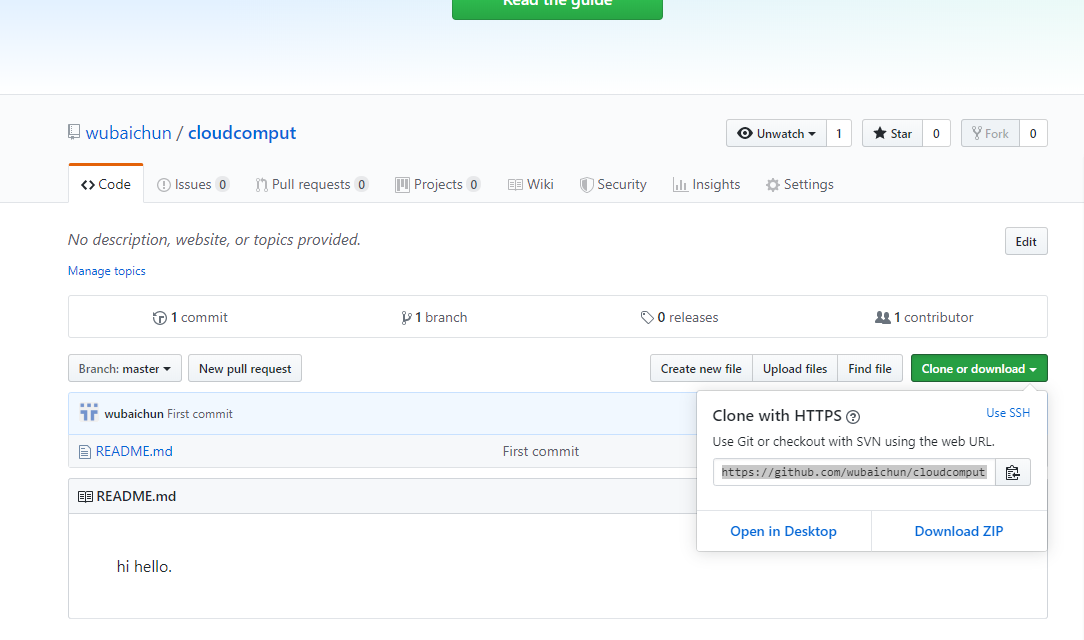 Read the guide
wubaichun / cloudcomput
Unwatch 1 Star 0 Fork 0
Code Issues 0 Pull requests 0 Projects 0 Wiki Security Insights Settings
No description, website, or topics provided.
Edit
Manage topics
1 commit 1 branch 0 releases 1 contributor
Branch: master New pull request Create new file Upload files Find file Clone or download
wubaichun First commit
README.md First commit
Clone with HTTPS Use SSH
Use Git or checkout with SVN using the web URL.
https://github.com/wubaichun/cloudcomput
Open in Desktop Download ZIP
README.md
hi hello.